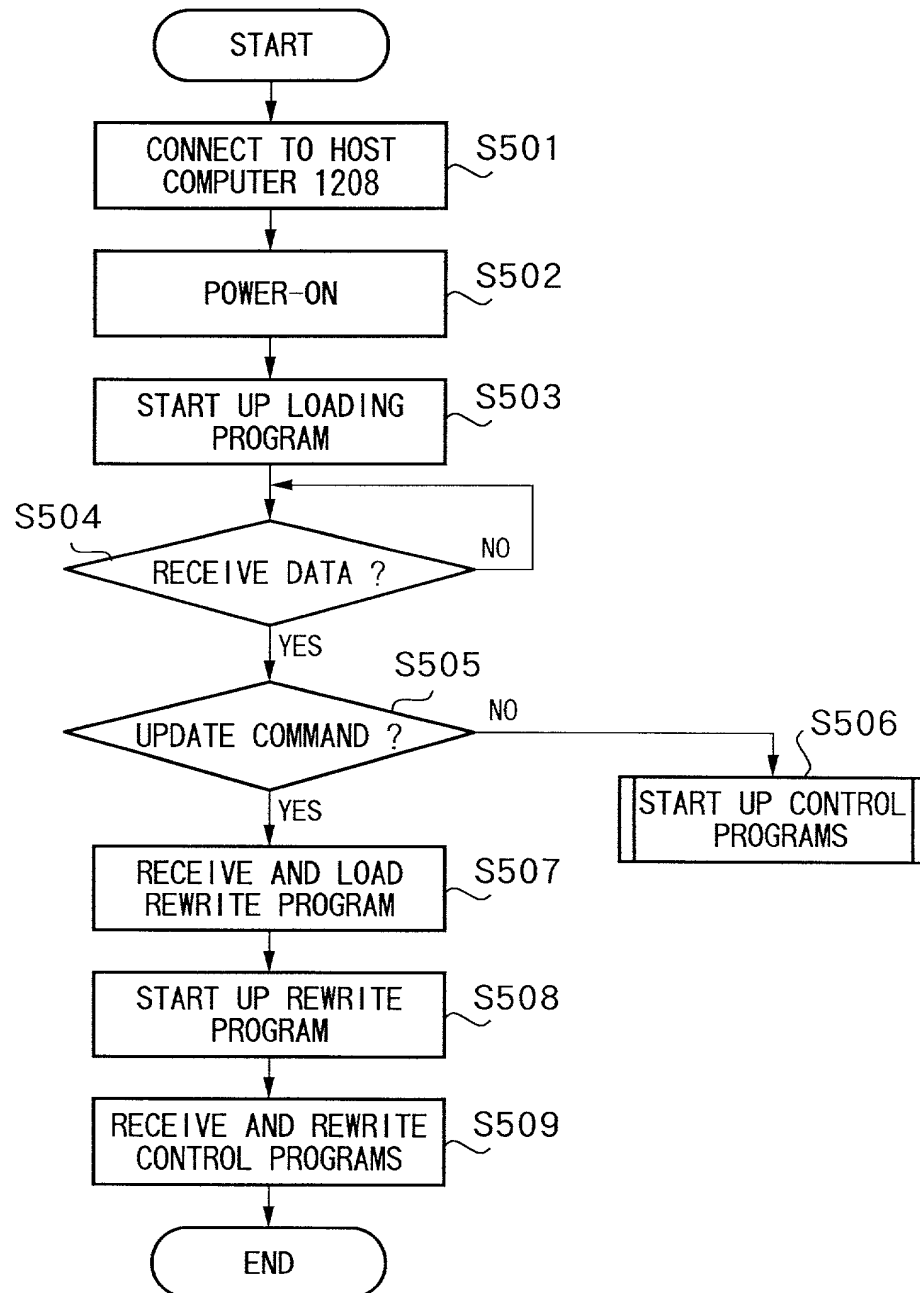 START
CONNECT TO HOST
COMPUTER 1208
S501
POWER-ON
S502
START UP LOADING
PROGRAM
S503
S504
RECEIVE DATA ?
NO
YES
S505
UPDATE COMMAND ?
NO
S506
START UP CONTROL
PROGRAMS
YES
RECEIVE AND LOAD
REWRITE PROGRAM
S507
START UP REWRITE
PROGRAM
S508
RECEIVE AND REWRITE
CONTROL PROGRAMS
S509
END